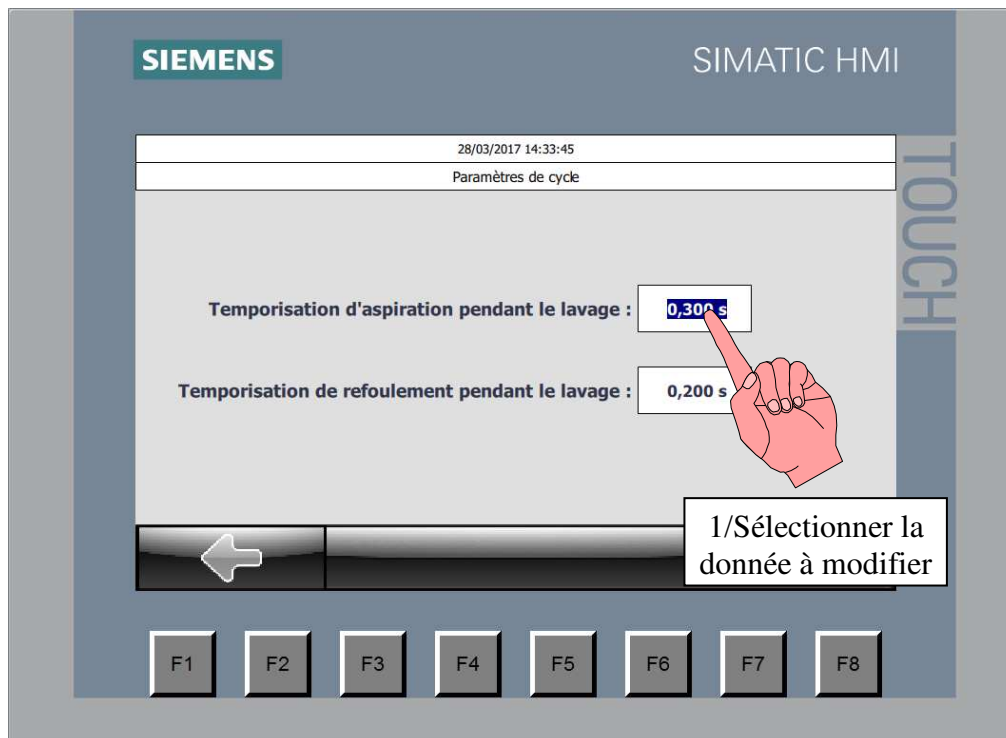 SIEMENS
SIMATIC HMI
TOUCH
28/03/2017 14:33:45
Paramètres de cycle
Temporisation d'aspiration pendant le lavage : 0,300 s
Temporisation de refoulement pendant le lavage : 0,200 s
1/Sélectionner la
donnée à modifier
F1 F2 F3 F4 F5 F6 F7 F8